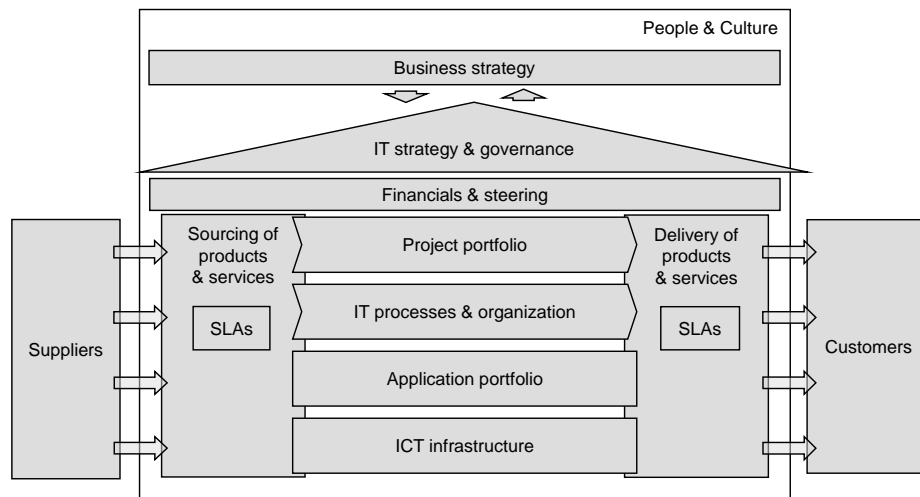 People & Culture
Business strategy
IT strategy & governance
Financials & steering
Suppliers
Sourcing of
products
& services
SLAs
Project portfolio
IT processes & organization
Application portfolio
ICT infrastructure
Delivery of
products
& services
SLAs
Customers